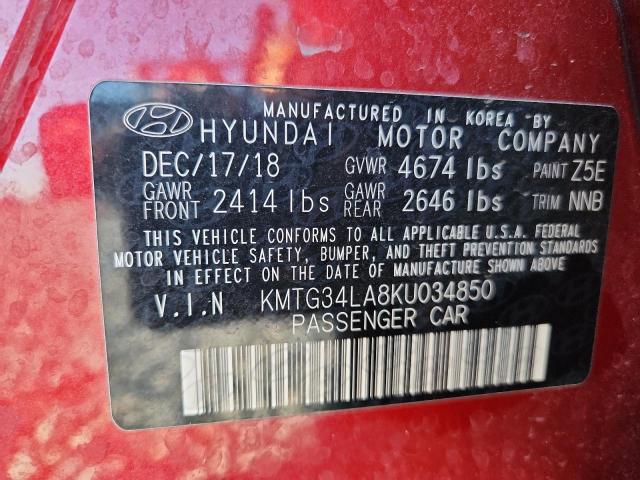 MANUFACTURED IN KOREA BY
HYUNDAI MOTOR COMPANY
DEC/17/18 GVWR 4674 lbs PAINT Z5E
GAWR FRONT 2414 lbs GAWR REAR 2646 lbs TRIM NNB
THIS VEHICLE CONFORMS TO ALL APPLICABLE U.S.A. FEDERAL
MOTOR VEHICLE SAFETY, BUMPER, AND THEFT PREVENTION STANDARDS
IN EFFECT ON THE DATE OF MANUFACTURE SHOWN ABOVE.
V.I.N KMTG34LA8KU034850
PASSENGER CAR